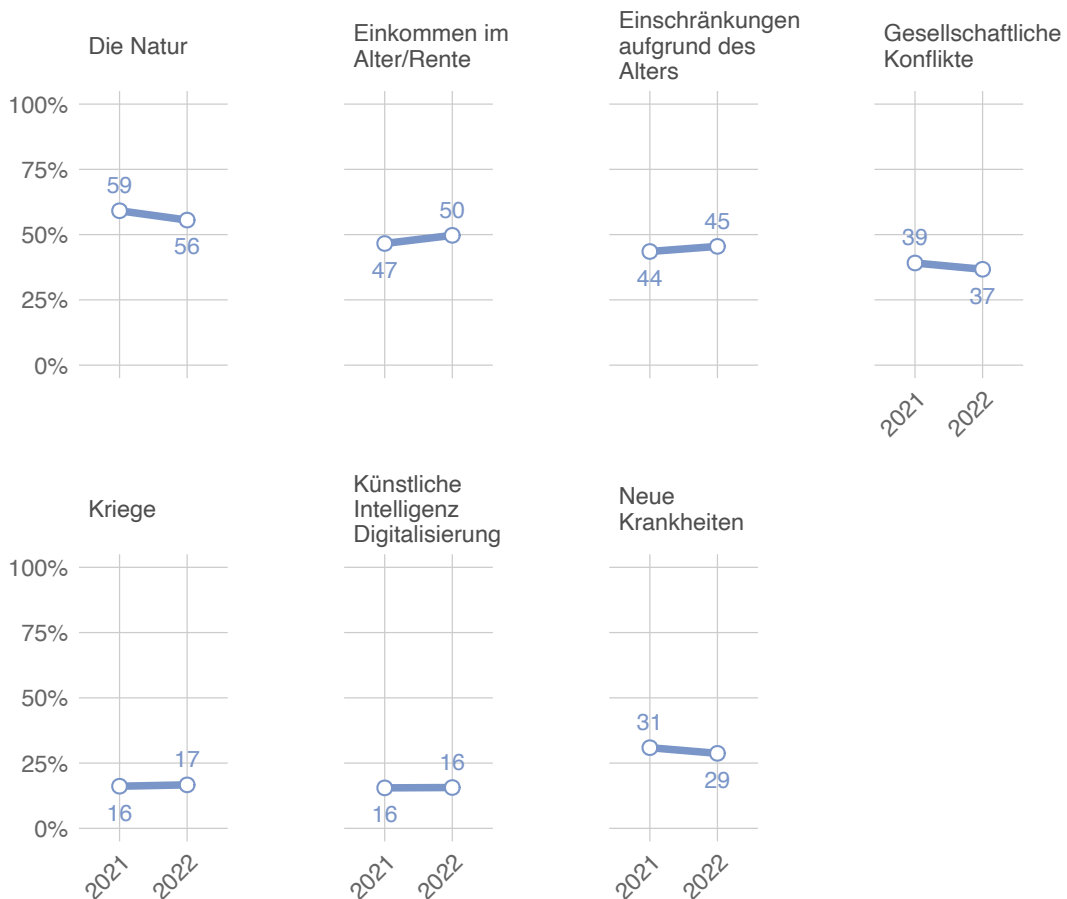 Die Natur
Einkommen im
Alter/Rente
Einschränkungen
aufgrund des
Alters
Gesellschaftliche
Konflikte
100%
75%
50%
25%
0%
59
56
47
50
44
45
39
37
2021
2022
Kriege
Künstliche
Intelligenz
Digitalisierung
Neue
Krankheiten
100%
75%
50%
25%
0%
16
17
16
16
31
29
2021
2022
2021
2022
2021
2022